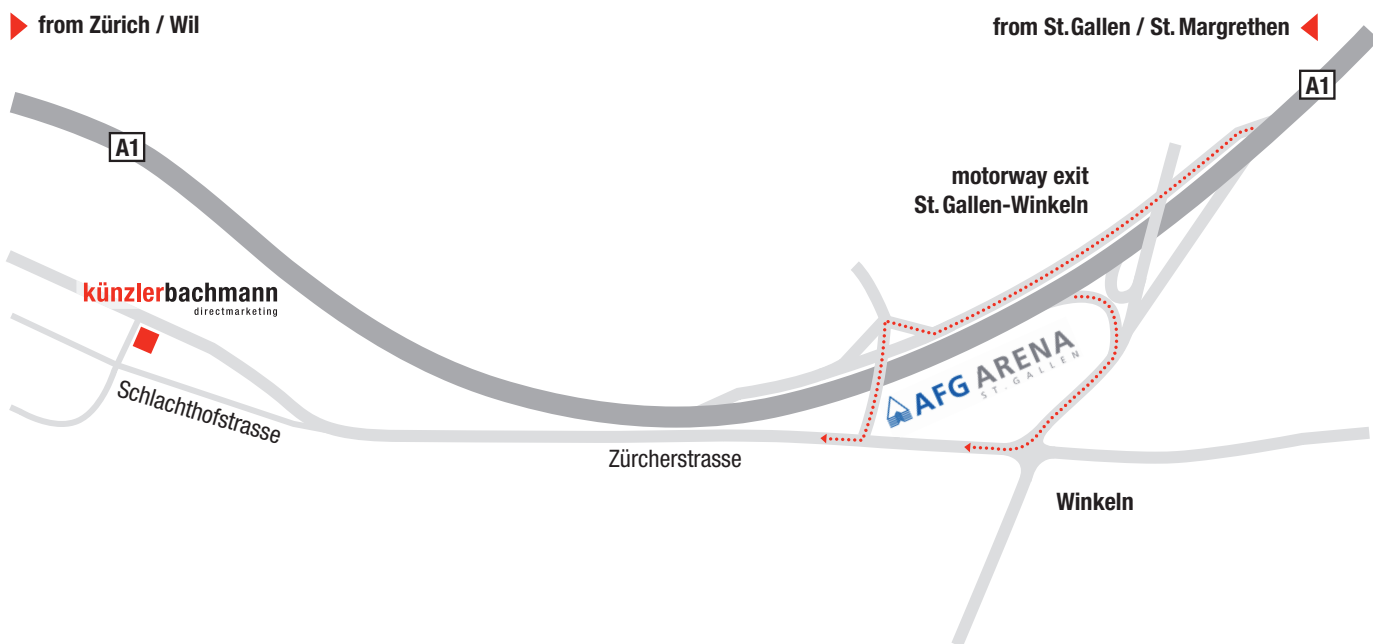 from Zürich / Wil
from St. Gallen / St. Margrethen
A1
A1
motorway exit
St. Gallen-Winkeln
künzlerbachmann
directmarketing
AFG ARENA
ST. GALLEN
Schlachthofstrasse
Zürcherstrasse
Winkeln